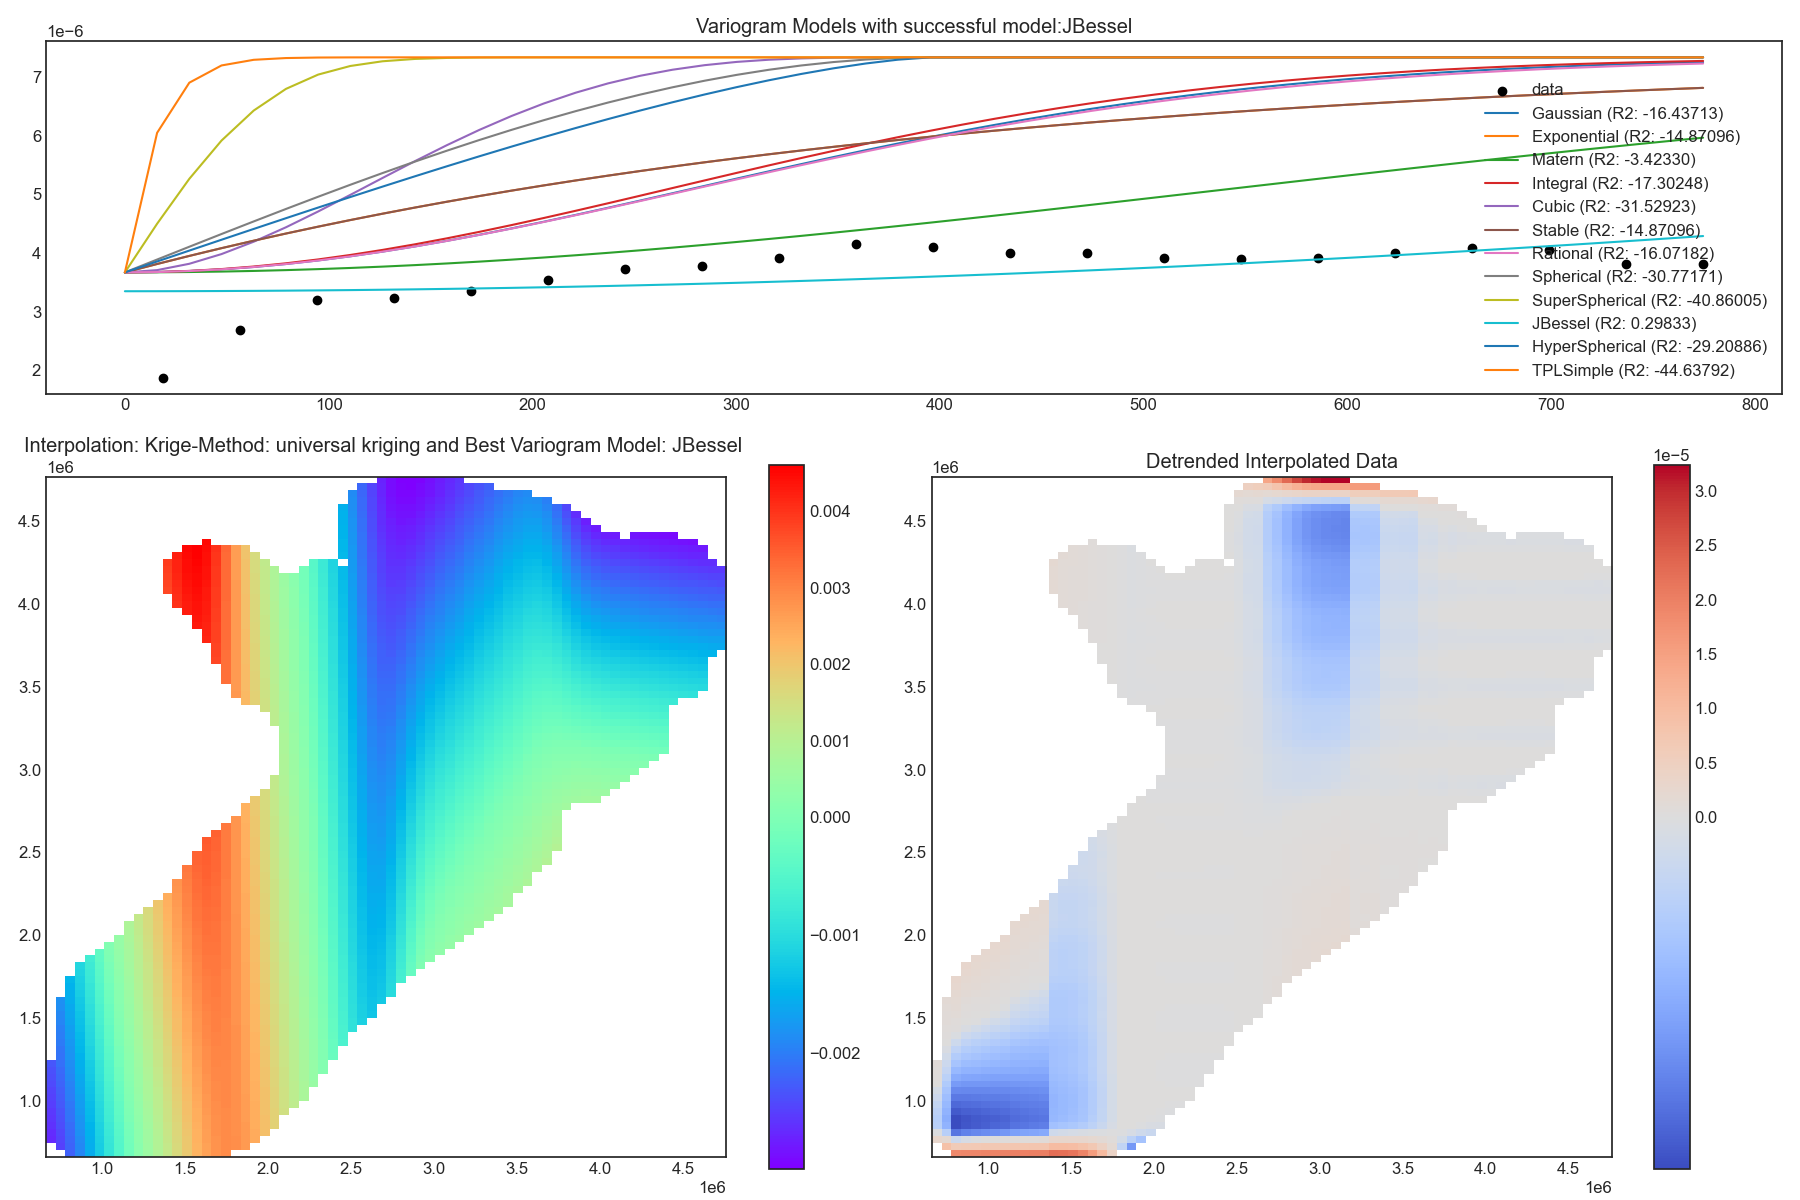 Variogram Models with successful model:JBessel
1e−6
7
6
5
4
3
2
data
Gaussian (R2: -16.43713)
Exponential (R2: -14.87096)
Matern (R2: -3.42330)
Integral (R2: -17.30248)
Cubic (R2: -31.52923)
Stable (R2: -14.87096)
Rational (R2: -16.07182)
Spherical (R2: -30.77171)
SuperSpherical (R2: -40.86005)
JBessel (R2: 0.29833)
HyperSpherical (R2: -29.20886)
TPLSimple (R2: -44.63792)
0 100 200 300 400 500 600 700 800
Interpolation: Krige-Method: universal kriging and Best Variogram Model: JBessel
1e6
4.5
4.0
3.5
3.0
2.5
2.0
1.5
1.0
1.0 1.5 2.0 2.5 3.0 3.5 4.0 4.5
1e6
0.004
0.003
0.002
0.001
0.000
−0.001
−0.002
Detrended Interpolated Data
1e6
4.5
4.0
3.5
3.0
2.5
2.0
1.5
1.0
1.0 1.5 2.0 2.5 3.0 3.5 4.0 4.5
1e6
1e−5
3.0
2.5
2.0
1.5
1.0
0.5
0.0